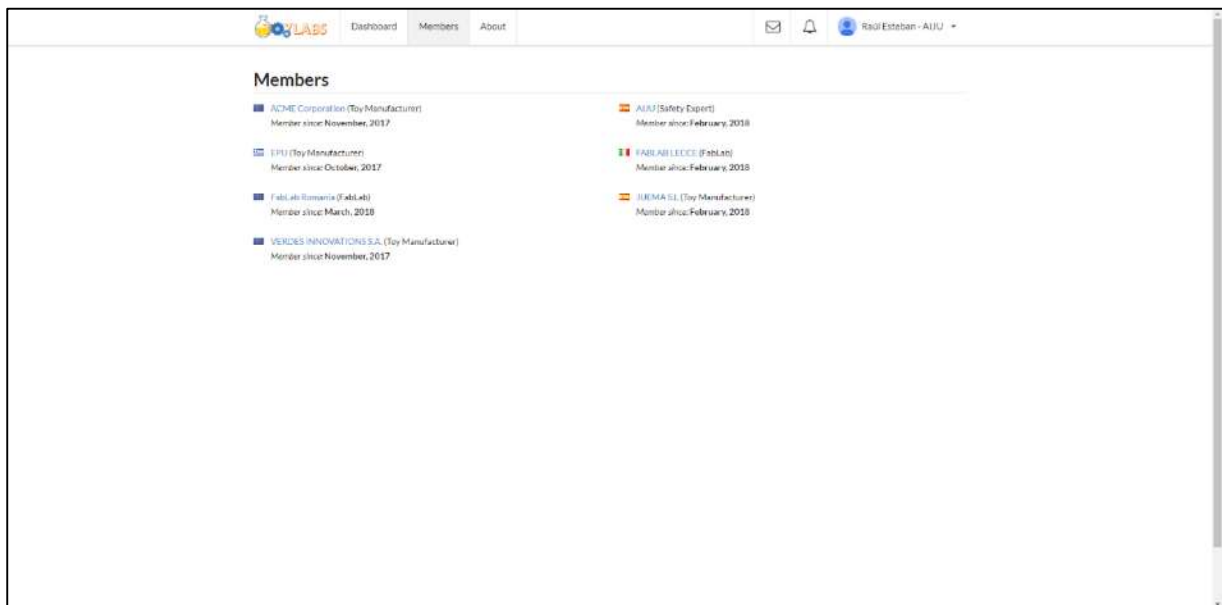 TOYLABS Dashboard Members About Raúl Esteban - AIJU
Members
ACME Corporation (Toy Manufacturer)
Member since: November, 2017
AIJU (Safety Expert)
Member since: February, 2018
EPU (Toy Manufacturer)
Member since: October, 2017
FABLAB LECCE (FabLab)
Member since: February, 2018
FabLab Romania (FabLab)
Member since: March, 2018
JUEMA S.L. (Toy Manufacturer)
Member since: February, 2018
VERDES INNOVATIONS S.A. (Toy Manufacturer)
Member since: November, 2017